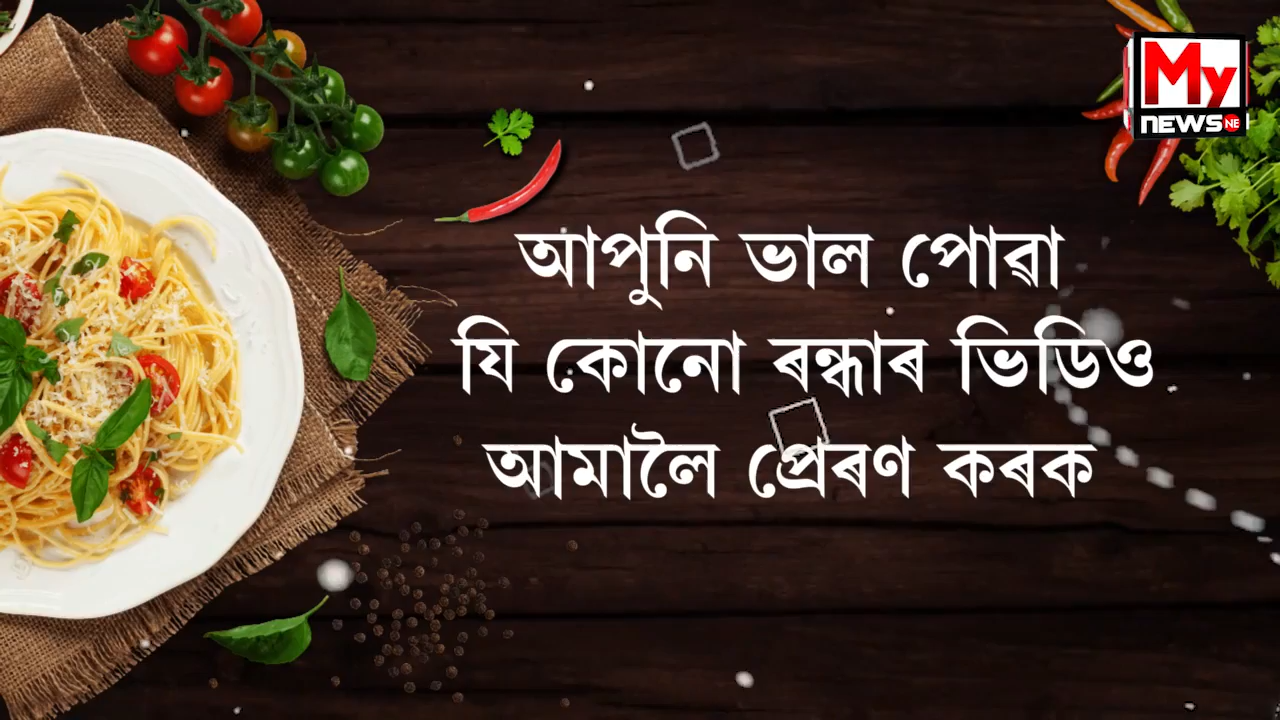 My
NEWS NE
আপুনি ভাল পোৱা
যি কোনো ৰন্ধাৰ ভিডিও
আমালৈ প্ৰেৰণ কৰক